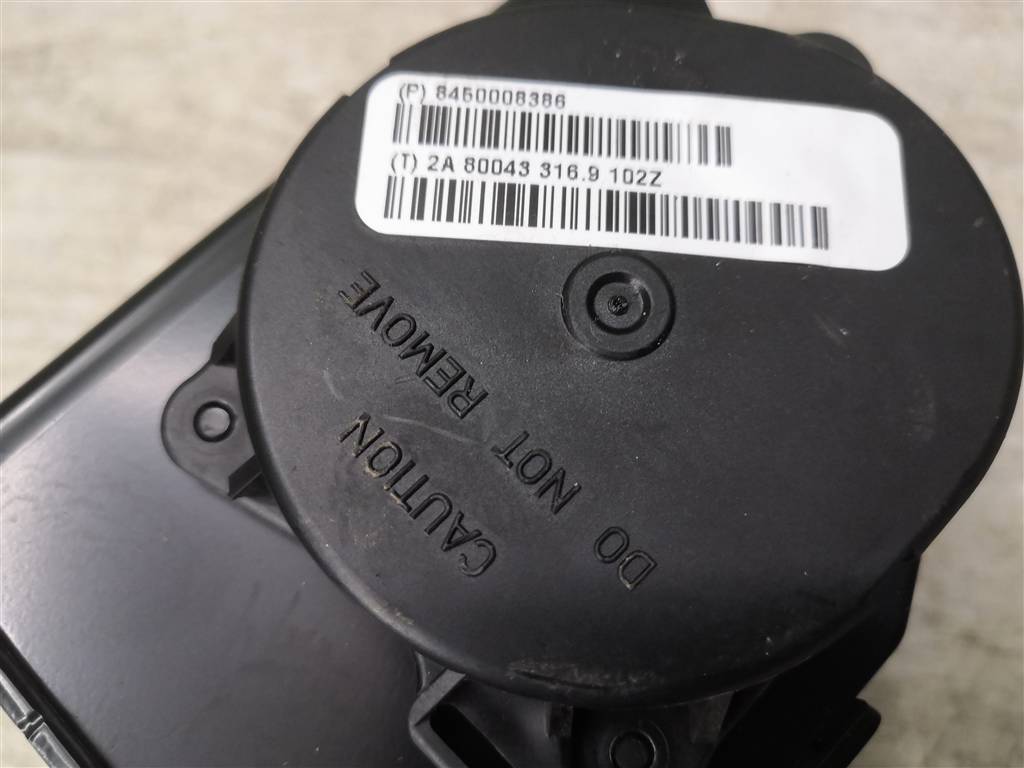 (P) 8450008386
(T) 2A 80043 316.9 102Z
CAUTION
DO NOT REMOVE